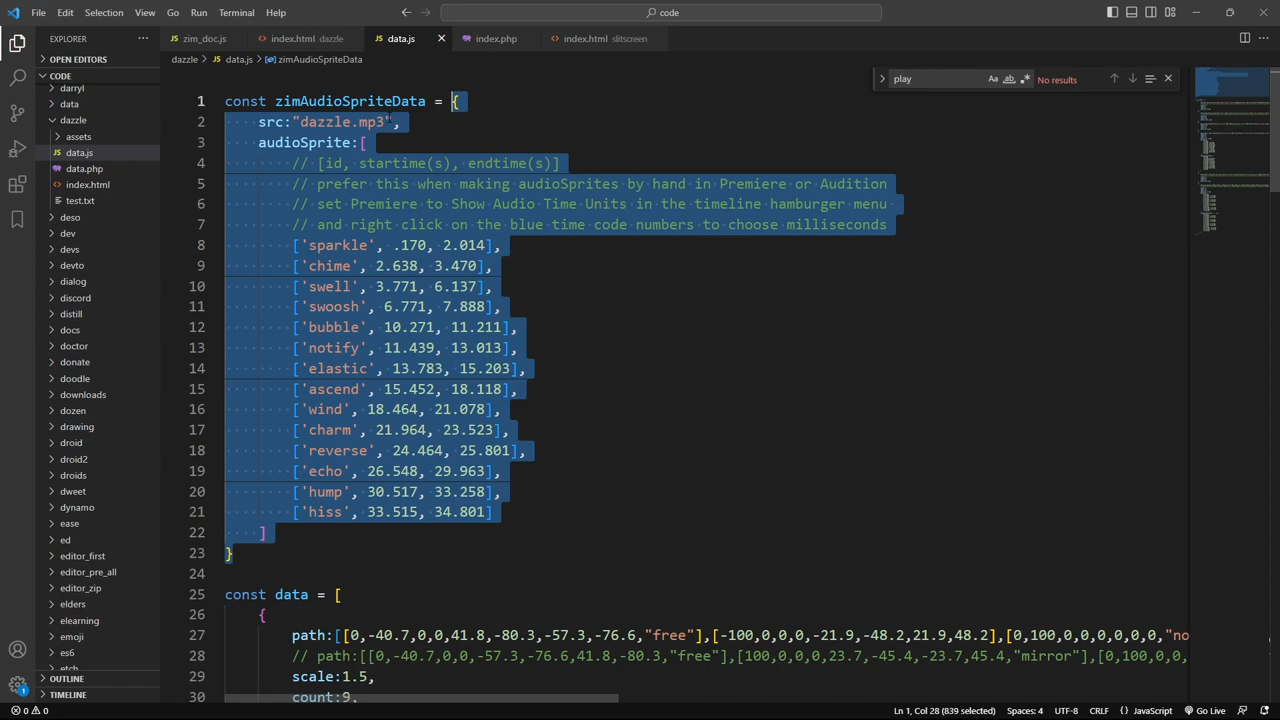 File Edit Selection View Go Run Terminal Help
code
EXPLORER
zim_doc.js
index.html dazzle
data.js
index.php
index.html slitscreen
OPEN EDITORS
dazzle > data.js > zimAudioSpriteData
CODE
darryl
data
dazzle
assets
data.js
data.php
index.html
test.txt
deso
dev
devs
devto
dialog
discord
distill
docs
doctor
donate
doodle
downloads
dozen
drawing
droid
droid2
droids
dweet
dynamo
ease
ed
editor_first
editor_pre_all
editor_zip
elders
elearning
emoji
es6
etch
OUTLINE
TIMELINE
play
Aa ab .*
No results
1 const zimAudioSpriteData = {
2 src:"dazzle.mp3",
3 audioSprite:[
4 // [id, startime(s), endtime(s)]
5 // prefer this when making audioSprites by hand in Premiere or Audition
6 // set Premiere to Show Audio Time Units in the timeline hamburger menu
7 // and right click on the blue time code numbers to choose milliseconds
8 ['sparkle', .170, 2.014],
9 ['chime', 2.638, 3.470],
10 ['swell', 3.771, 6.137],
11 ['swoosh', 6.771, 7.888],
12 ['bubble', 10.271, 11.211],
13 ['notify', 11.439, 13.013],
14 ['elastic', 13.783, 15.203],
15 ['ascend', 15.452, 18.118],
16 ['wind', 18.464, 21.078],
17 ['charm', 21.964, 23.523],
18 ['reverse', 24.464, 25.801],
19 ['echo', 26.548, 29.963],
20 ['hump', 30.517, 33.258],
21 ['hiss', 33.515, 34.801]
22 ]
23 }
24
25 const data = [
26 {
27 path:[[0,-40.7,0,0,41.8,-80.3,-57.3,-76.6,"free"],[-100,0,0,0,-21.9,-48.2,21.9,48.2],[0,100,0,0,0,0,0,0,"no
28 // path:[[0,-40.7,0,0,-57.3,-76.6,41.8,-80.3,"free"],[100,0,0,0,23.7,-45.4,-23.7,45.4,"mirror"],[0,100,0,0,
29 scale:1.5,
30 count:9,
0 0
Ln 1, Col 28 (839 selected) Spaces: 4 UTF-8 CRLF {} JavaScript Go Live